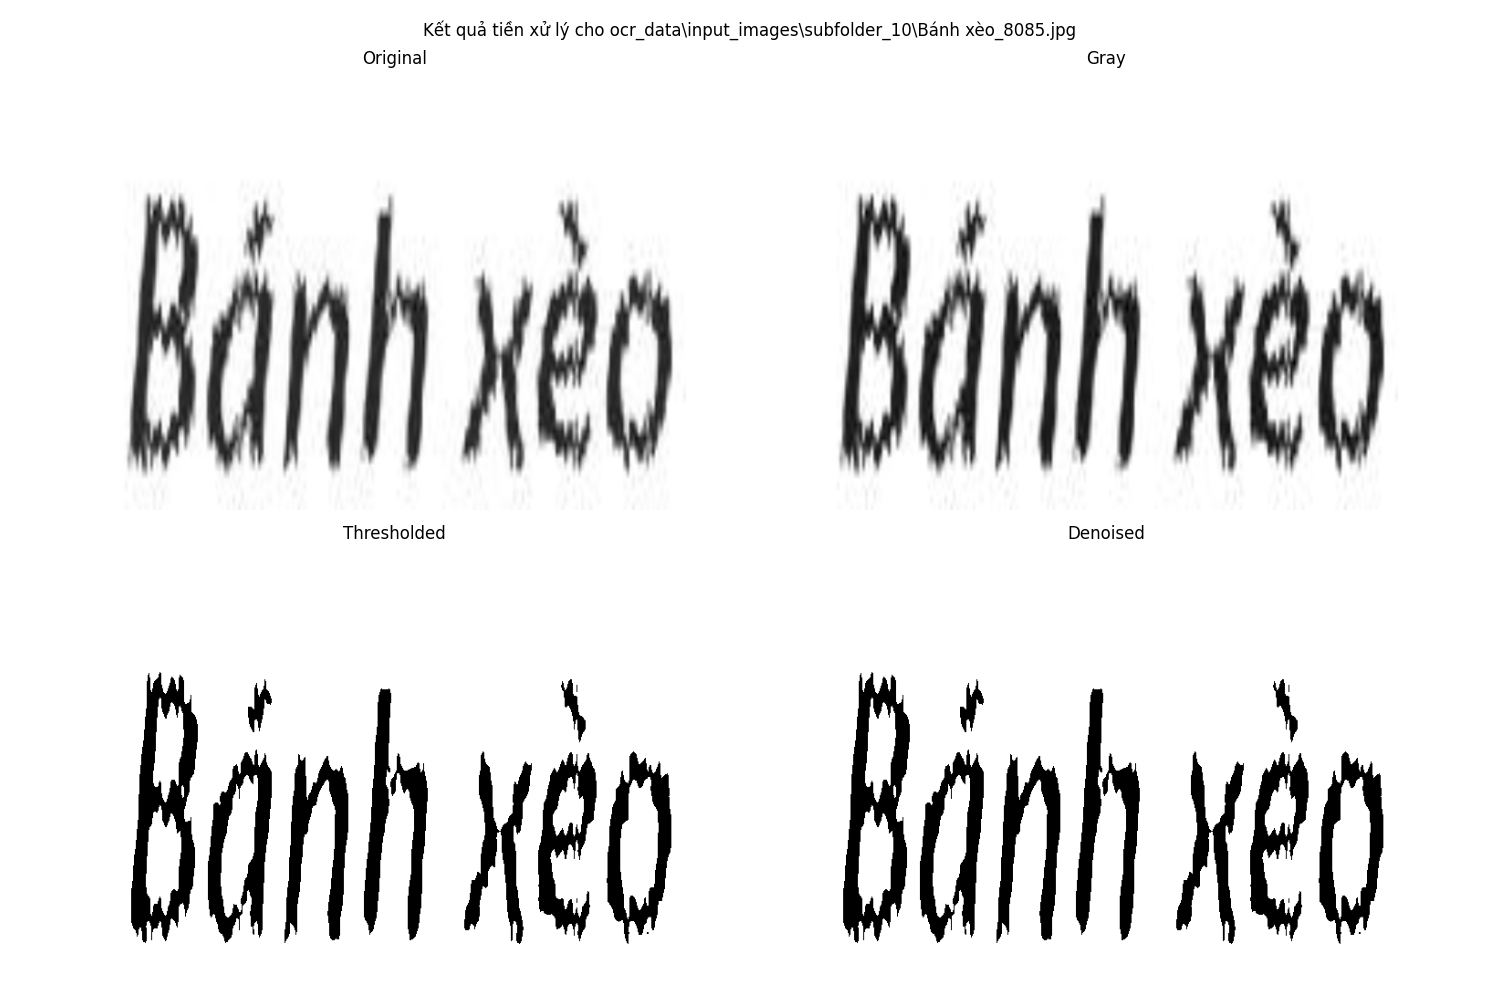 Kết quả tiền xử lý cho ocr_data\input_images\subfolder_10\Bánh xèo_8085.jpg
Original
Gray
Bánh xèo
Bánh xèo
Thresholded
Denoised
Bánh xèo
Bánh xèo